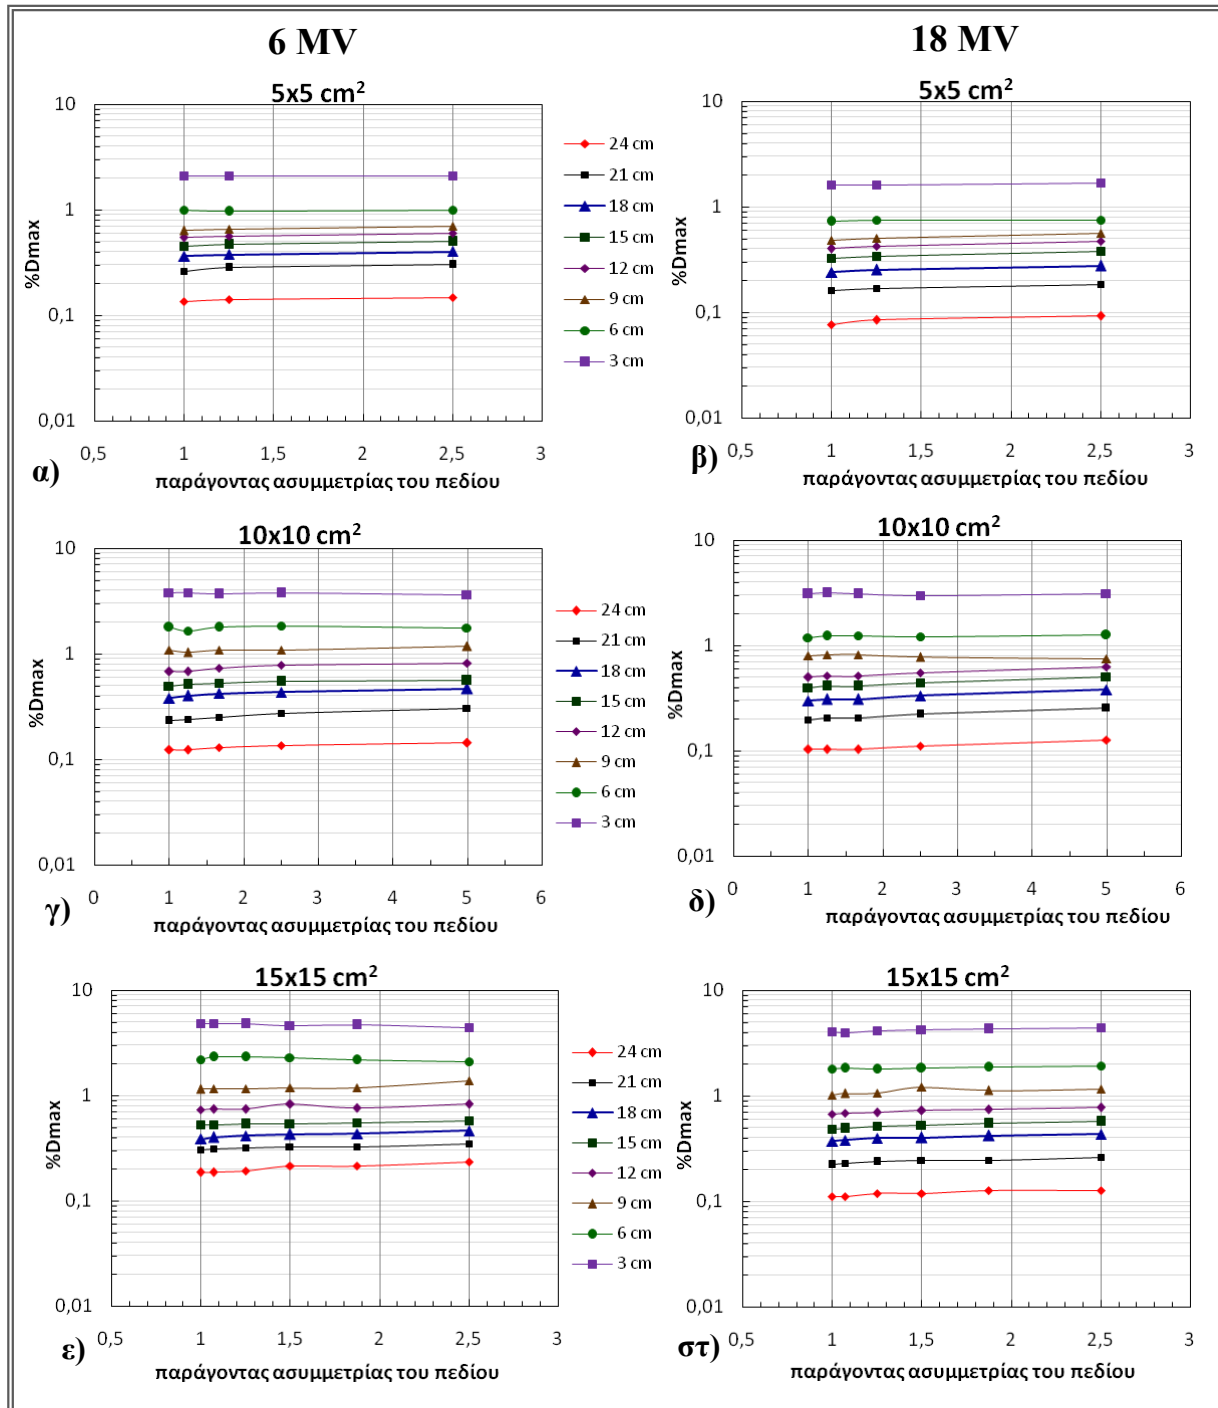 6 MV
18 MV
5x5 cm²
10
1
0,1
0,01
%Dmax
0,5 1 1,5 2 2,5 3
παράγοντας ασυμμετρίας του πεδίου
α)
24 cm
21 cm
18 cm
15 cm
12 cm
9 cm
6 cm
3 cm
5x5 cm²
10
1
0,1
0,01
%Dmax
0,5 1 1,5 2 2,5 3
παράγοντας ασυμμετρίας του πεδίου
β)
10x10 cm²
10
1
0,1
0,01
%Dmax
0 1 2 3 4 5 6
παράγοντας ασυμμετρίας του πεδίου
γ)
24 cm
21 cm
18 cm
15 cm
12 cm
9 cm
6 cm
3 cm
10x10 cm²
10
1
0,1
0,01
%Dmax
0 1 2 3 4 5 6
παράγοντας ασυμμετρίας του πεδίου
δ)
15x15 cm²
10
1
0,1
0,01
%Dmax
0,5 1 1,5 2 2,5 3
παράγοντας ασυμμετρίας του πεδίου
ε)
24 cm
21 cm
18 cm
15 cm
12 cm
9 cm
6 cm
3 cm
15x15 cm²
10
1
0,1
0,01
%Dmax
0,5 1 1,5 2 2,5 3
παράγοντας ασυμμετρίας του πεδίου
στ)